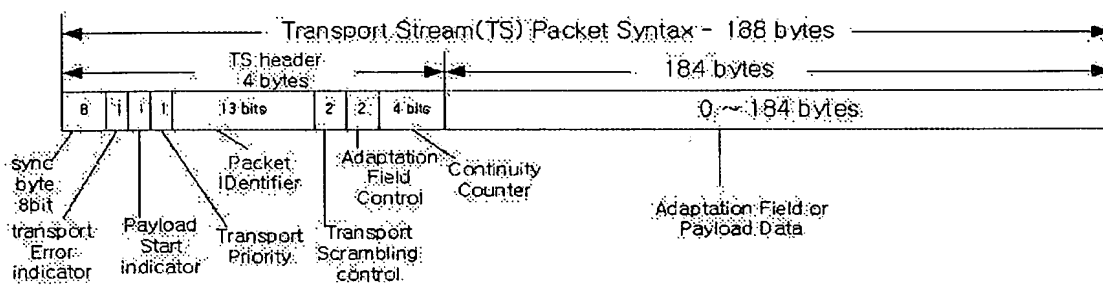 Transport Stream(TS) Packet Syntax - 188 bytes
TS header
4 bytes
184 bytes
8 1 1 1 13 bits 2 2 4 bits 0 ~ 184 bytes
sync
byte
8bit
transport
Error
indicator
Payload
Start
indicator
Transport
Priority
Packet
IDentifier
Transport
Scrambling
control
Adaptation
Field
Control
Continuity
Counter
Adaptation Field or
Payload Data